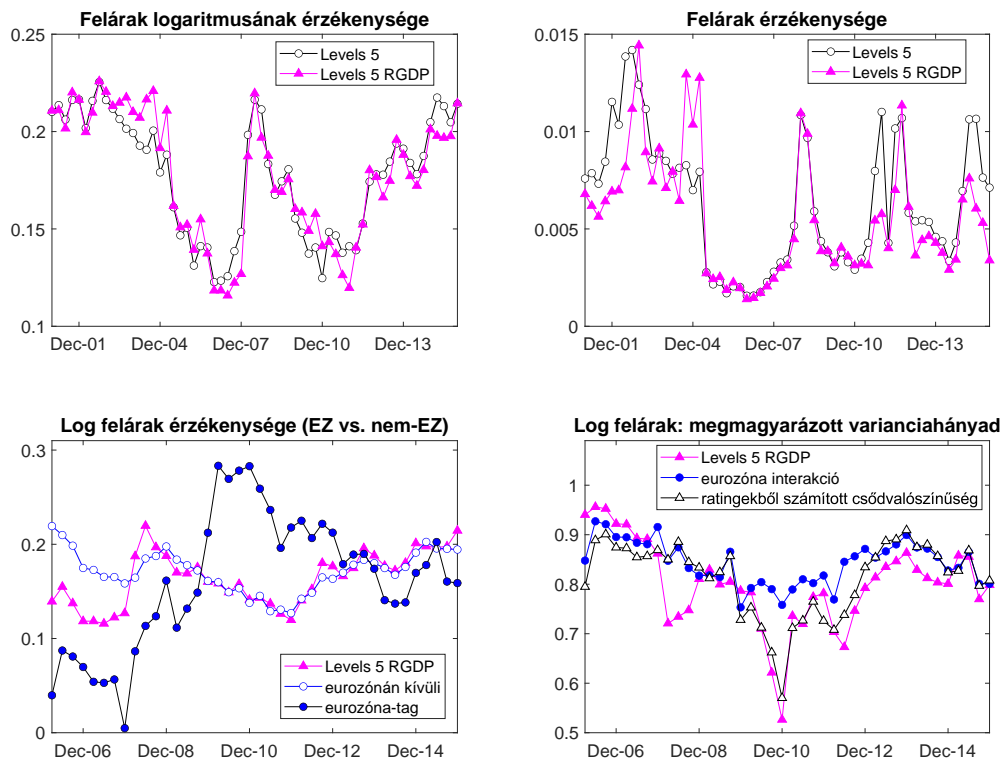 Felárak logaritmusának érzékenysége
0.25
0.2
0.15
0.1
Levels 5
Levels 5 RGDP
Dec-01 Dec-04 Dec-07 Dec-10 Dec-13
Felárak érzékenysége
0.015
0.01
0.005
0
Levels 5
Levels 5 RGDP
Dec-01 Dec-04 Dec-07 Dec-10 Dec-13
Log felárak érzékenysége (EZ vs. nem-EZ)
0.3
0.2
0.1
0
Levels 5 RGDP
eurozónán kívüli
eurozóna-tag
Dec-06 Dec-08 Dec-10 Dec-12 Dec-14
Log felárak: megmagyarázott varianciahányad
1
0.9
0.8
0.7
0.6
0.5
Levels 5 RGDP
eurozóna interakció
ratingekből számított csődvalószínűség
Dec-06 Dec-08 Dec-10 Dec-12 Dec-14